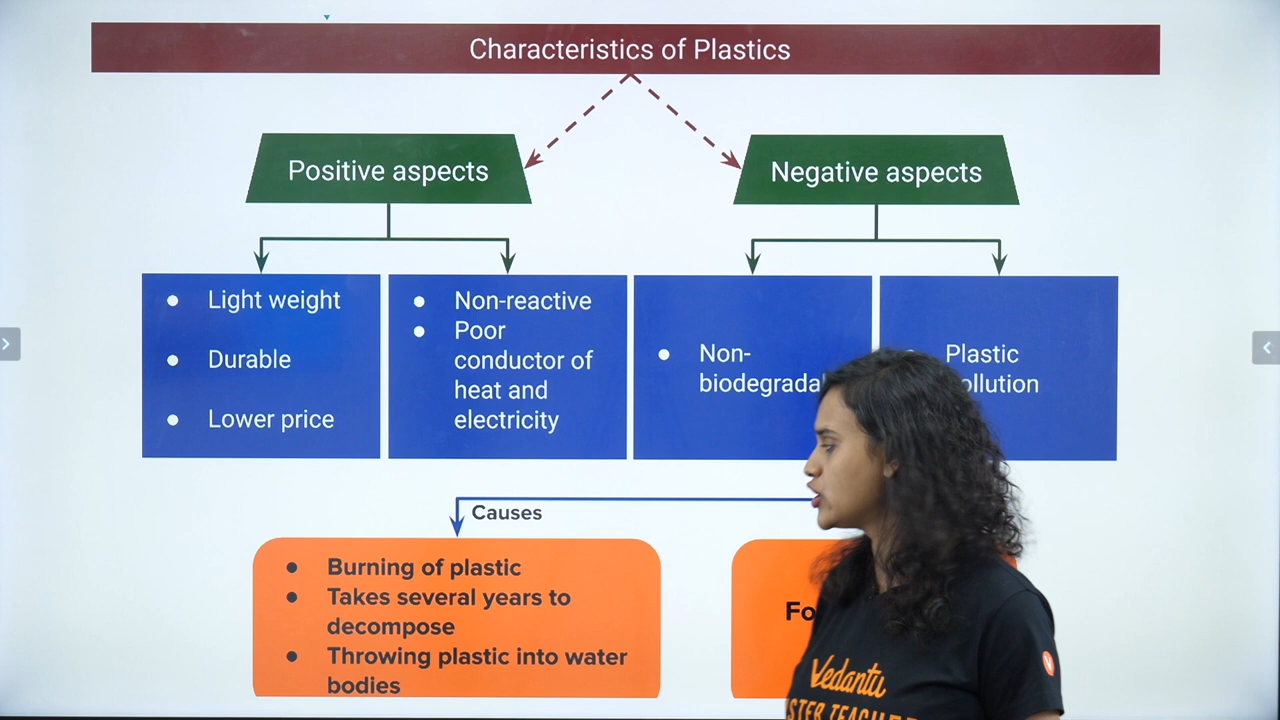 Characteristics of Plastics
Positive aspects
Negative aspects
● Light weight
● Durable
● Lower price
● Non-reactive
● Poor
conductor of
heat and
electricity
● Non-
Plastic
Causes
● Burning of plastic
● Takes several years to
decompose
● Throwing plastic into water
bodies
Vedantu